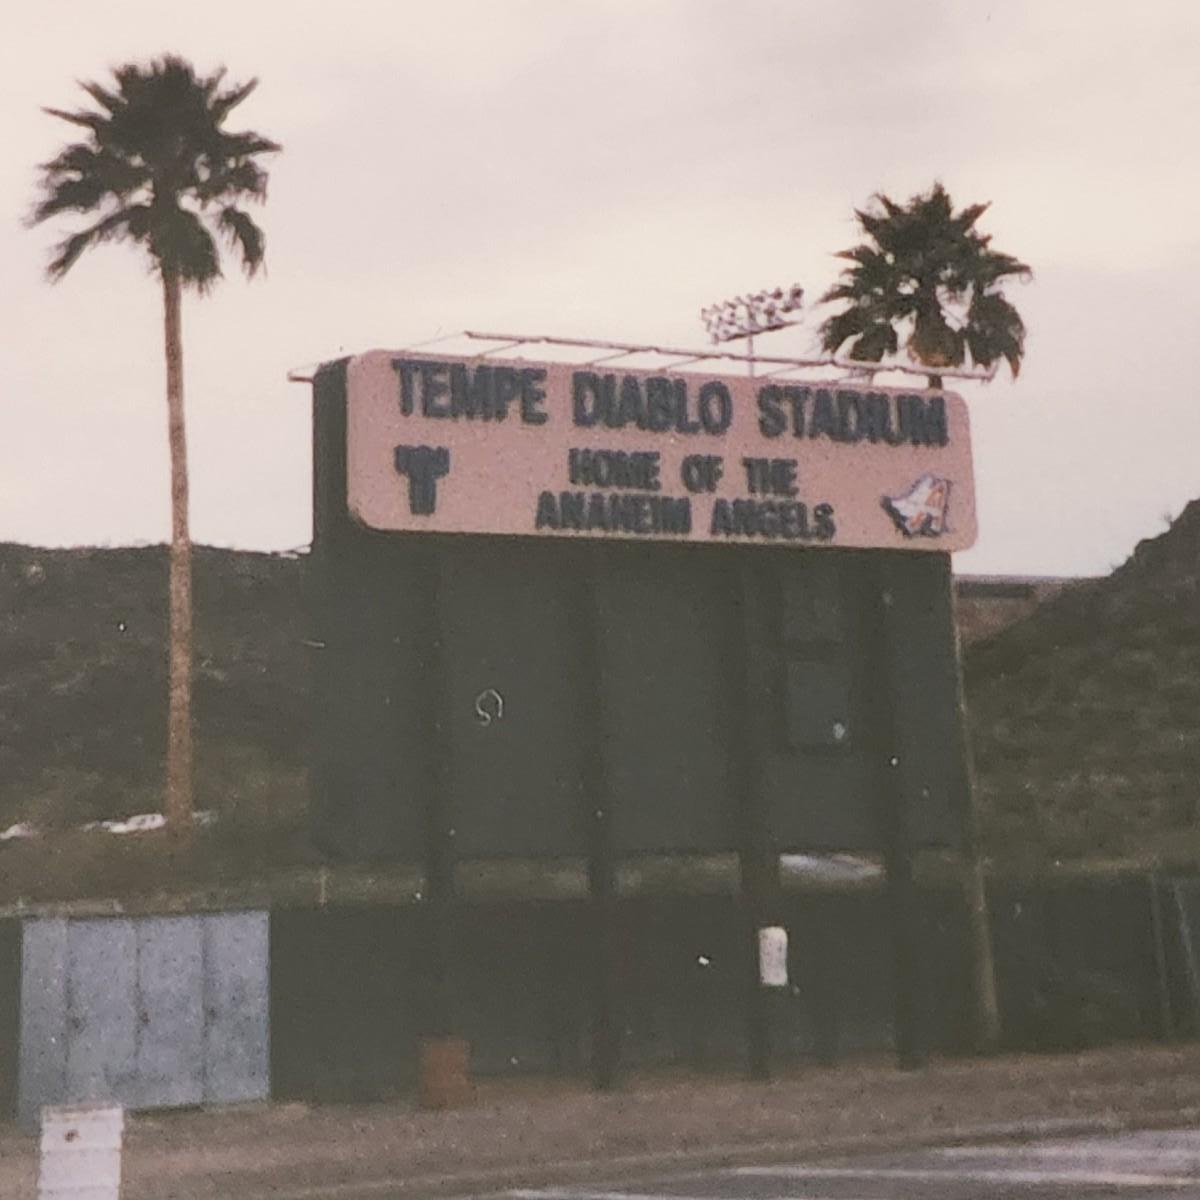 TEMPE DIABLO STADIUM
T
HOME OF THE
ANAHEIM ANGELS
A